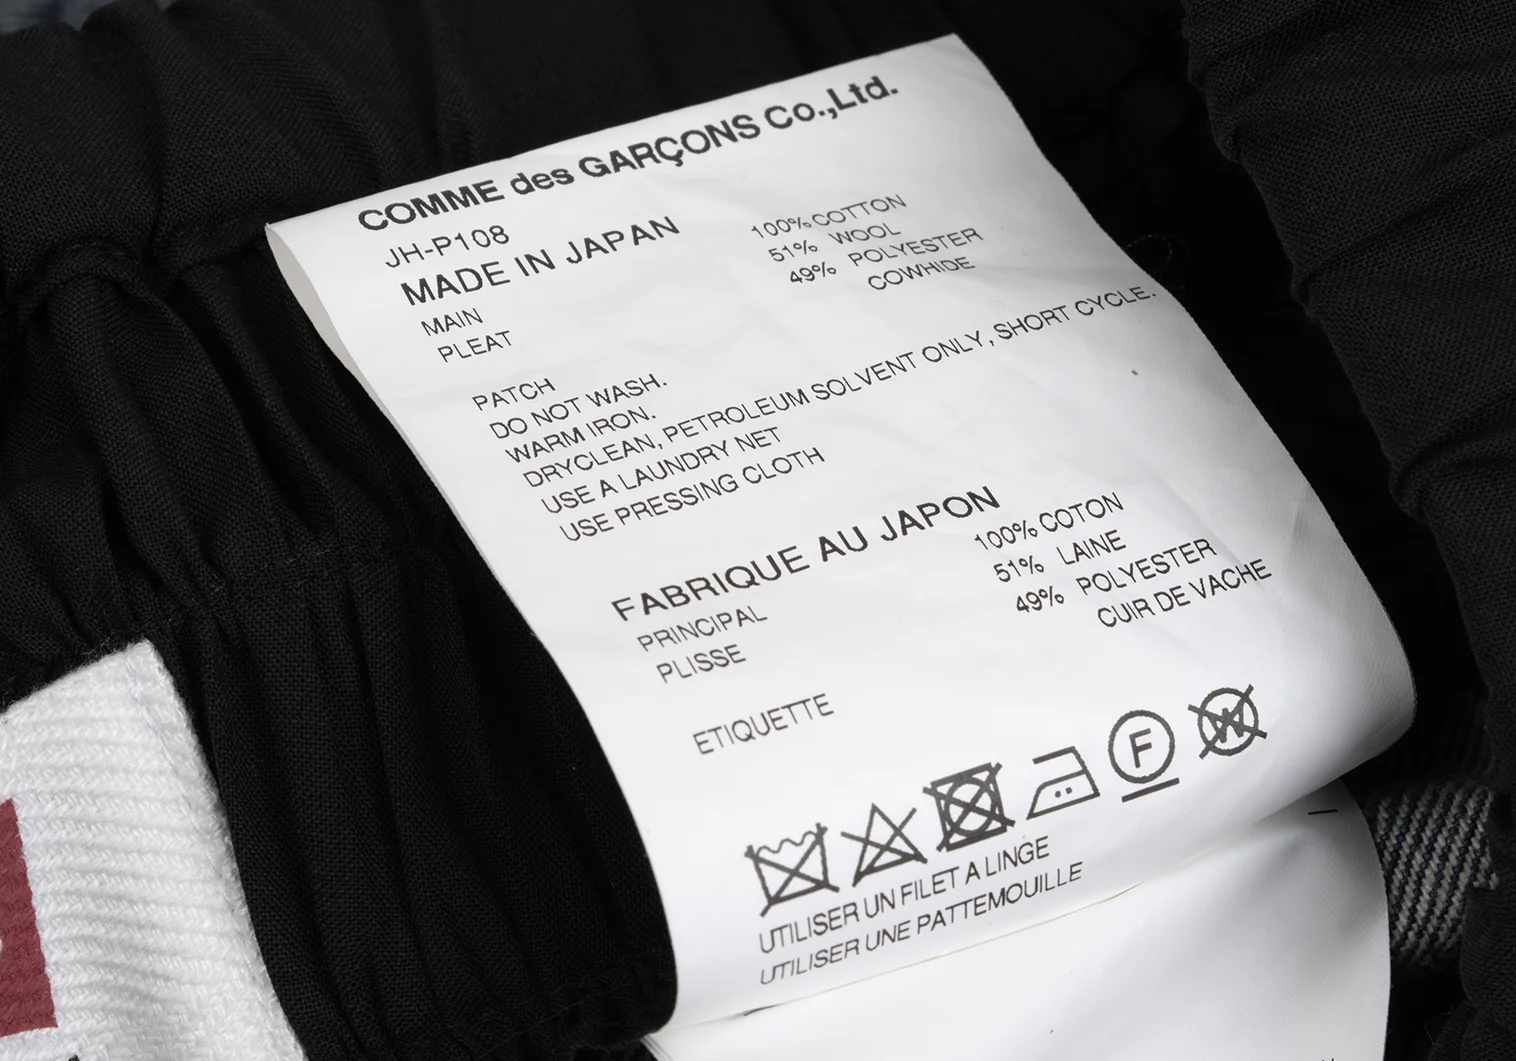 COMME des GARÇONS Co.,Ltd.
JH-P108
MADE IN JAPAN
MAIN 100% COTTON
PLEAT 51% WOOL
49% POLYESTER
PATCH COWHIDE
DO NOT WASH.
WARM IRON.
DRYCLEAN, PETROLEUM SOLVENT ONLY, SHORT CYCLE.
USE A LAUNDRY NET
USE PRESSING CLOTH
FABRIQUE AU JAPON
PRINCIPAL 100% COTON
PLISSE 51% LAINE
49% POLYESTER
ETIQUETTE CUIR DE VACHE
F W
UTILISER UN FILET A LINGE
UTILISER UNE PATTEMOUILLE